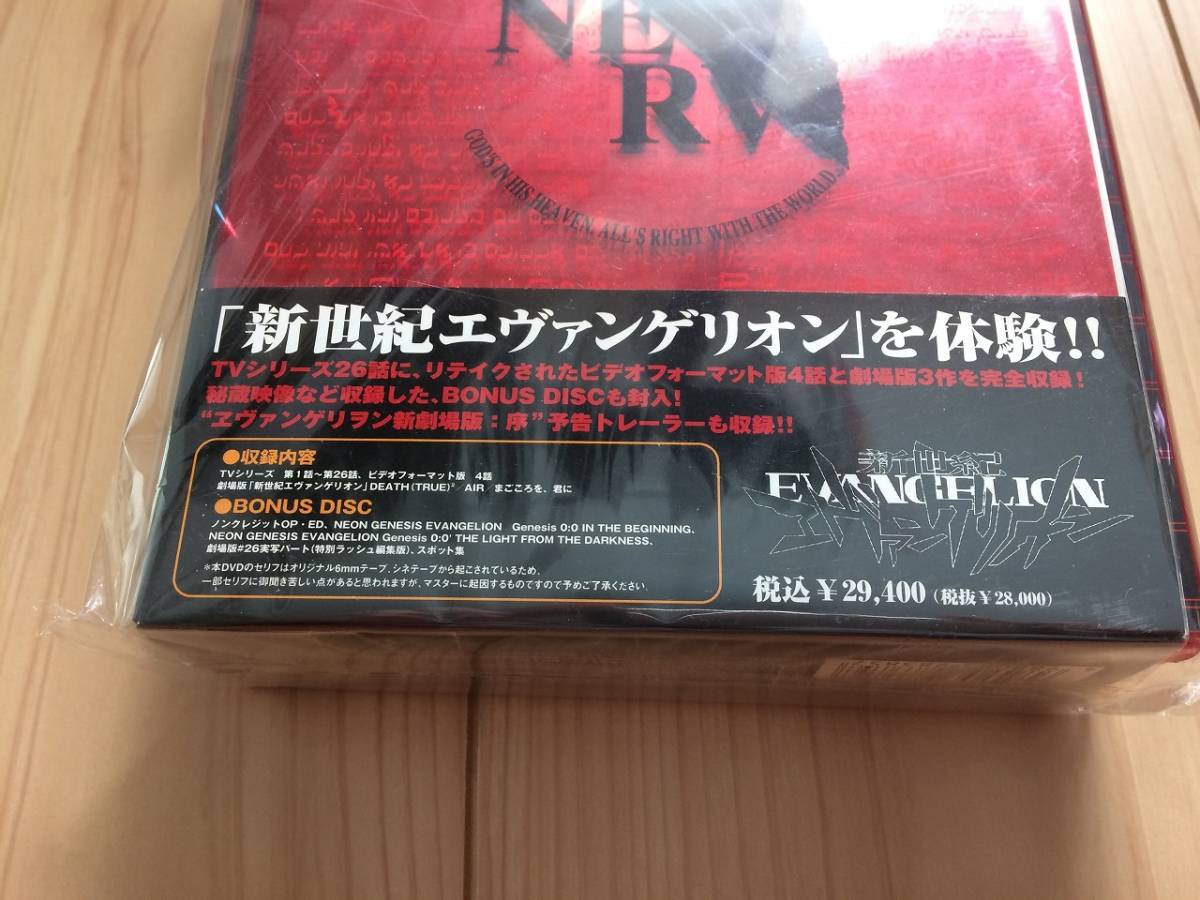 NE
RV
GOD'S IN HIS HEAVEN. ALL'S RIGHT WITH THE WORLD.
「新世紀エヴァンゲリオン」を体験!!
TVシリーズ26話に、リテイクされたビデオフォーマット版4話と劇場版3作を完全収録!
秘蔵映像など収録した、BONUS DISCも封入!
“ヱヴァンゲリヲン新劇場版:序”予告トレーラーも収録!!
●収録内容
TVシリーズ 第1話〜第26話、ビデオフォーマット版 4話
劇場版「新世紀エヴァンゲリオン」DEATH(TRUE)²/AIR/まごころを、君に
●BONUS DISC
ノンクレジットOP・ED、NEON GENESIS EVANGELION Genesis 0:0 IN THE BEGINNING、
NEON GENESIS EVANGELION Genesis 0:0' THE LIGHT FROM THE DARKNESS、
劇場版#26実写パート(特別ラッシュ編集版)、スポット集
*本DVDのセリフはオリジナル6mmテープ、シネテープから起こされているため、
一部セリフに御聞き苦しい点があると思われますが、マスターに起因するものですので予めご了承ください。
新世紀
EVANGELION
エヴァンゲリオン
税込¥29,400(税抜¥28,000)